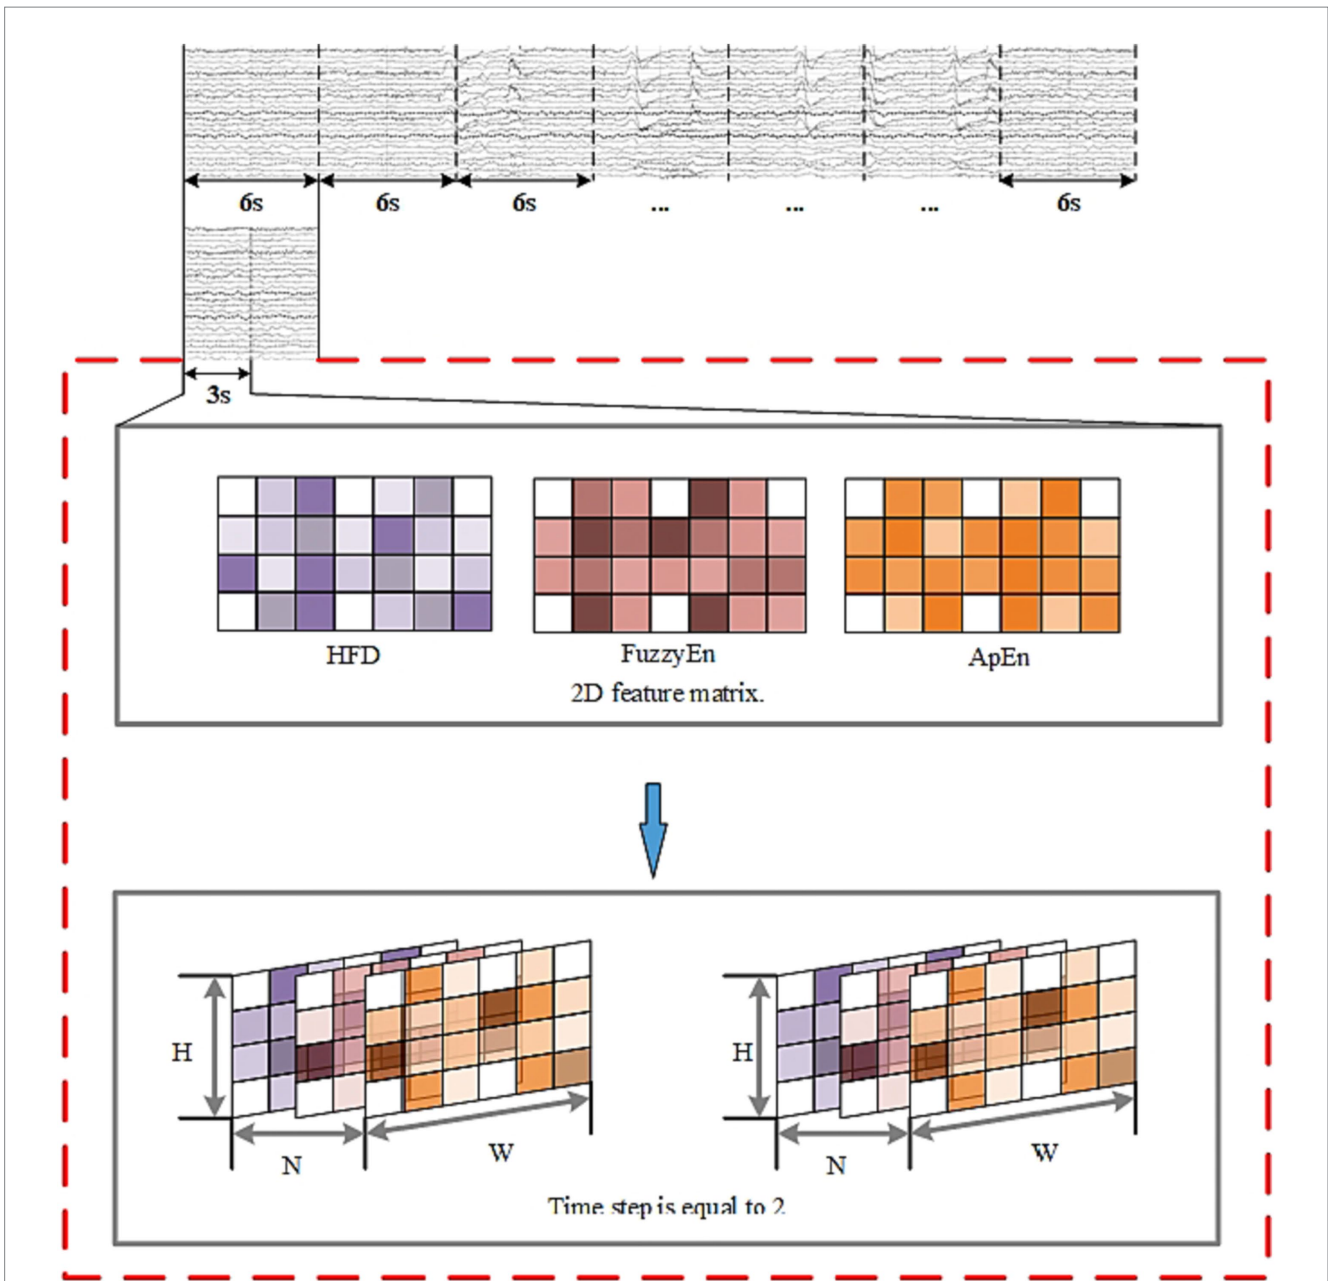 6s 6s 6s ... ... ... 6s
3s
HFD FuzzyEn ApEn
2D feature matrix.
H H
N W N W
Time step is equal to 2